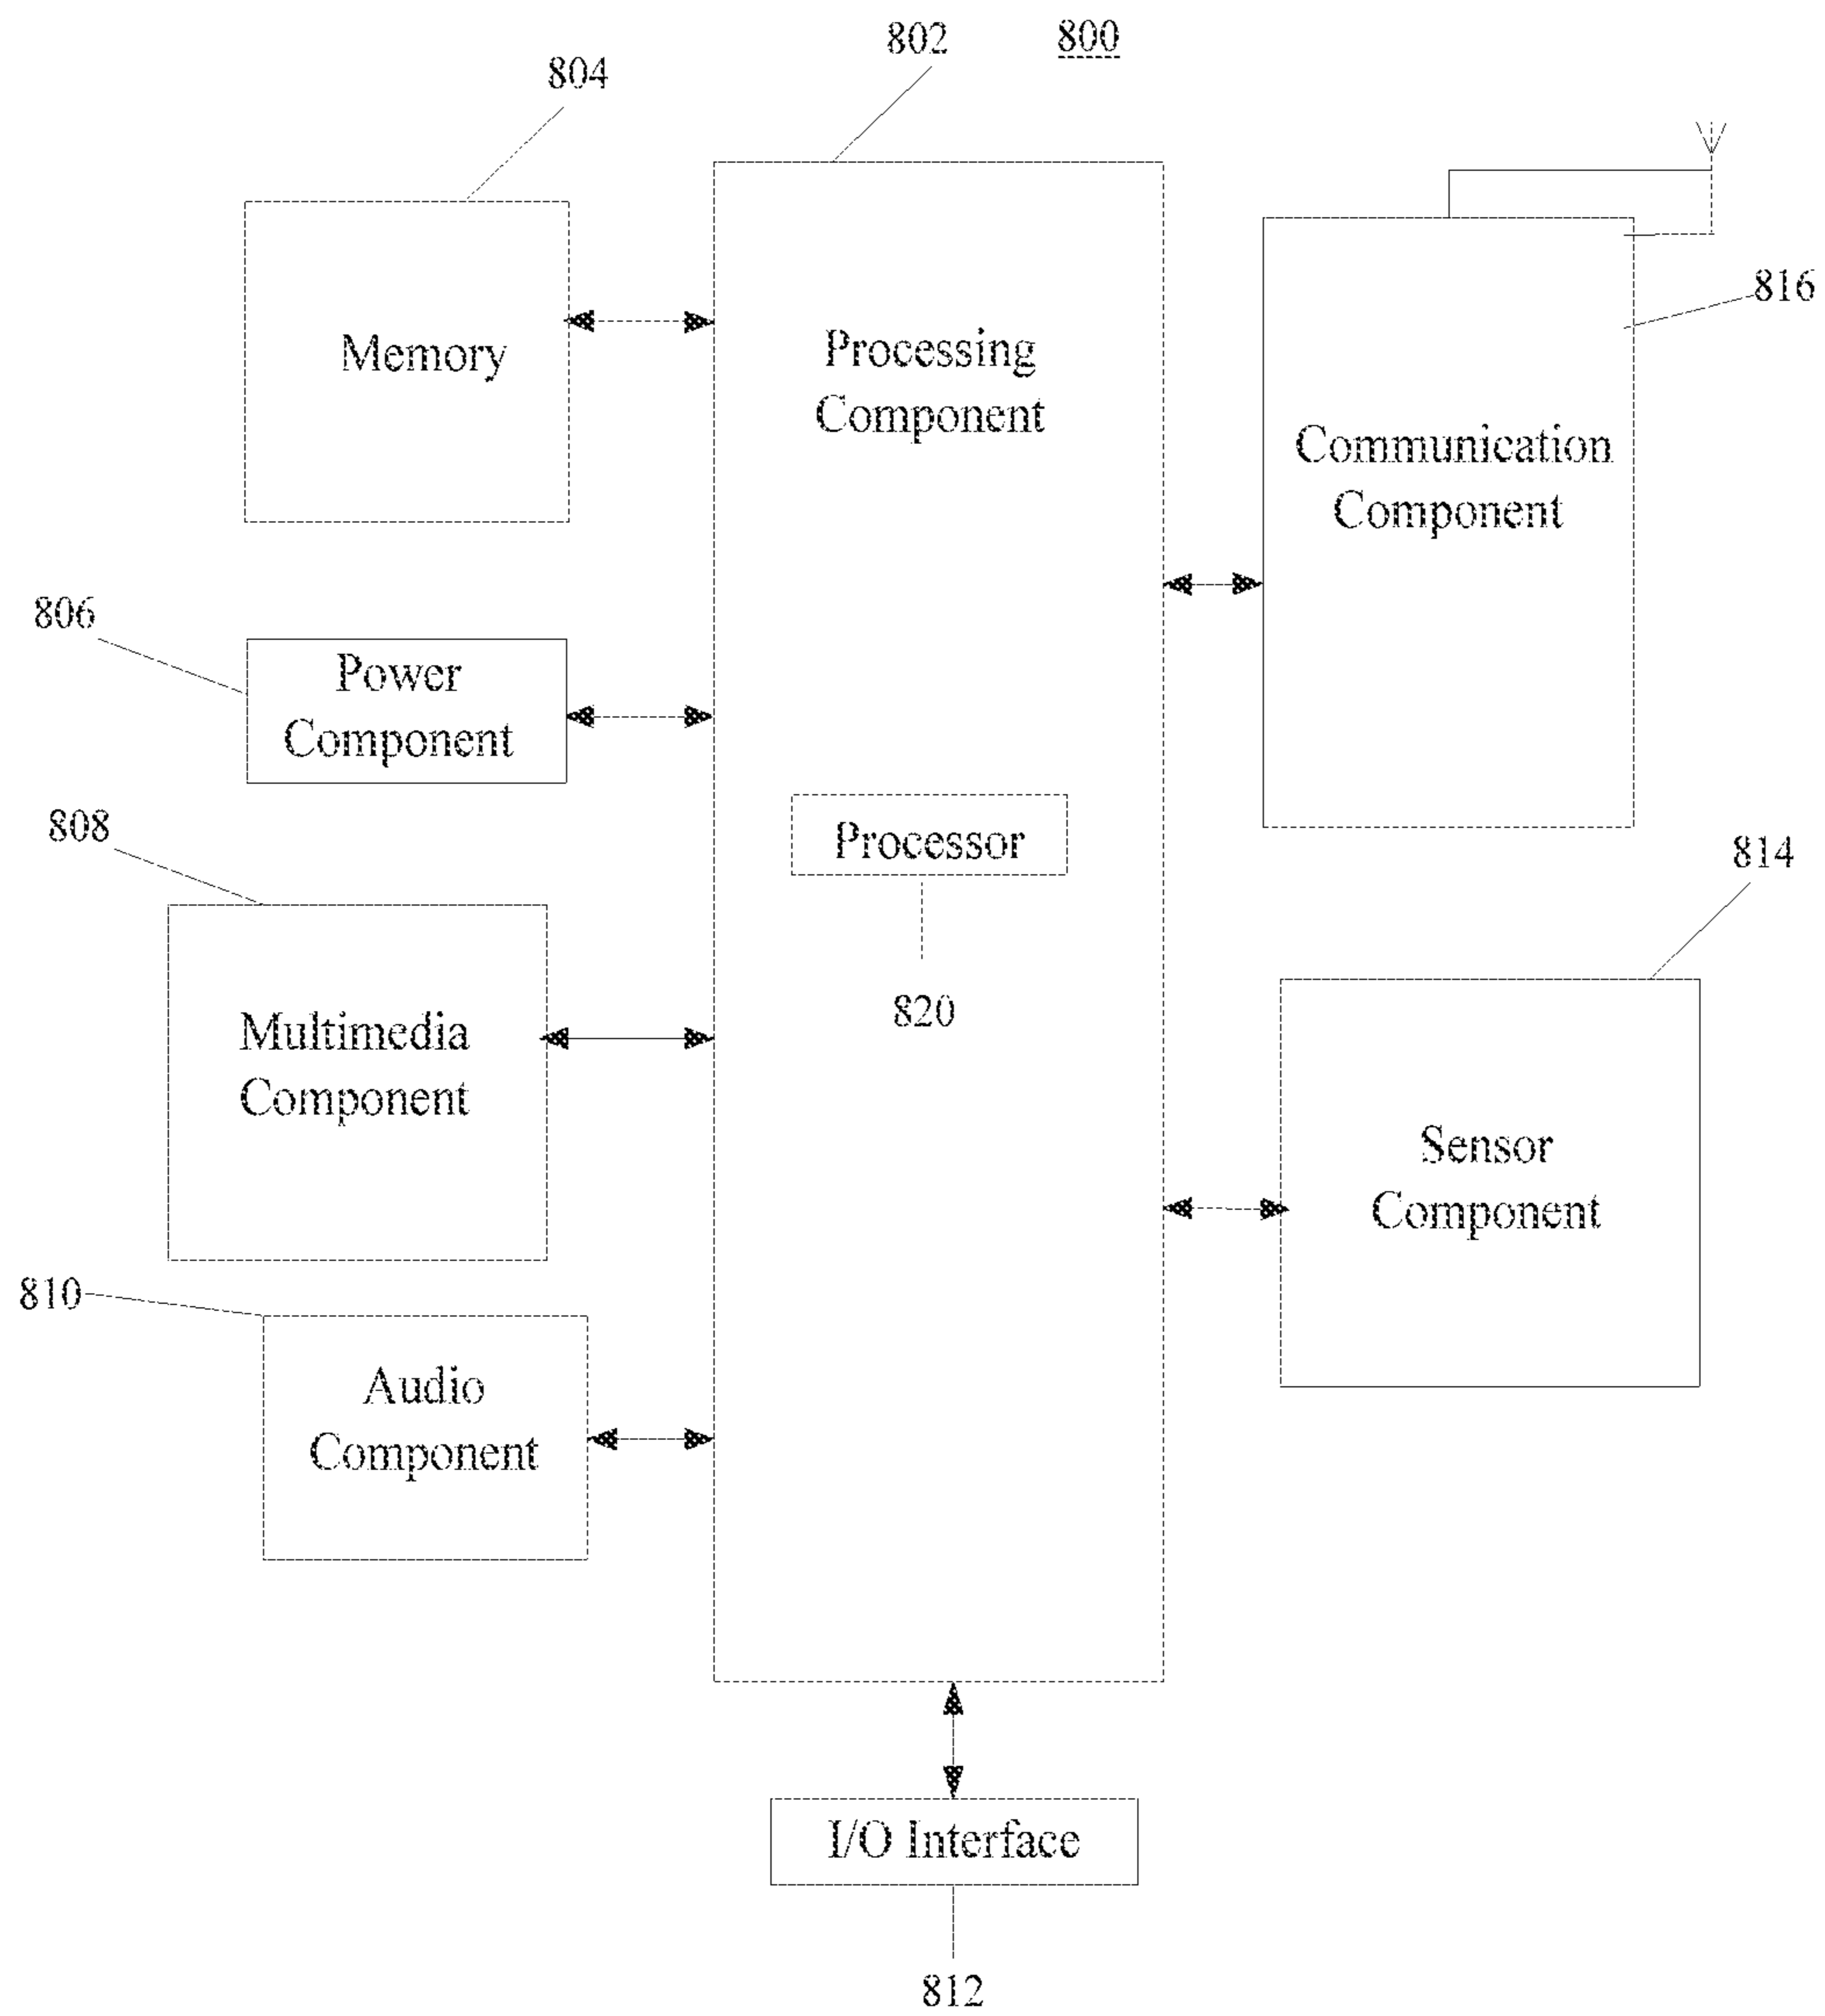 802
800
804
816
Memory
Processing
Component
Communication
Component
806
Power
Component
808
Processor
814
820
Multimedia
Component
Sensor
Component
810
Audio
Component
I/O Interface
812